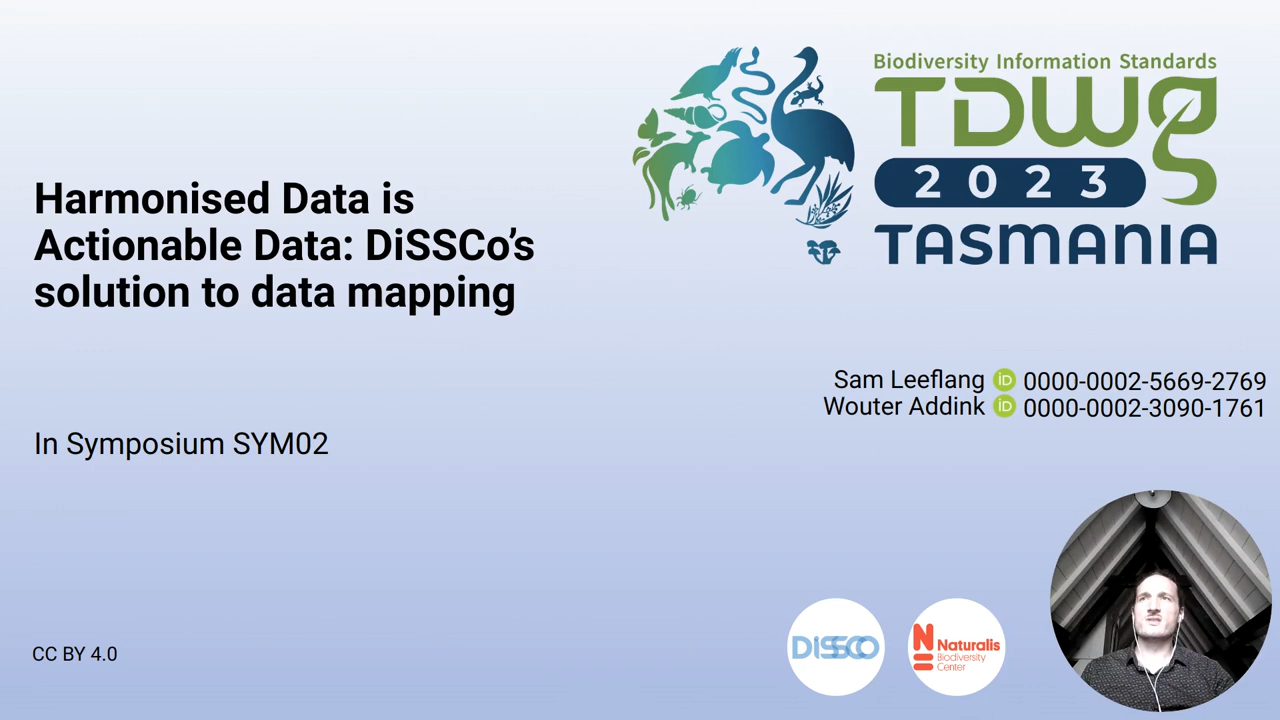 Biodiversity Information Standards
TDWG
2023
TASMANIA
Harmonised Data is
Actionable Data: DiSSCo’s
solution to data mapping
Sam Leeflang iD 0000-0002-5669-2769
Wouter Addink iD 0000-0002-3090-1761
In Symposium SYM02
CC BY 4.0
DiSSCo
Naturalis
Biodiversity
Center